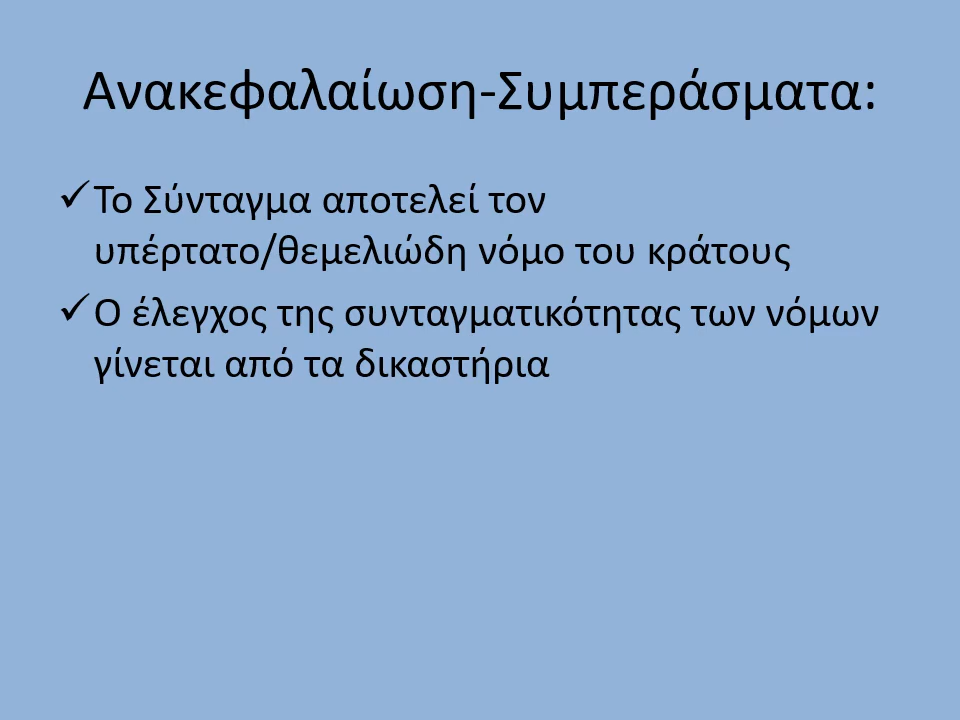 Ανακεφαλαίωση-Συμπεράσματα:
✓ Το Σύνταγμα αποτελεί τον
υπέρτατο/θεμελιώδη νόμο του κράτους
✓ Ο έλεγχος της συνταγματικότητας των νόμων
γίνεται από τα δικαστήρια